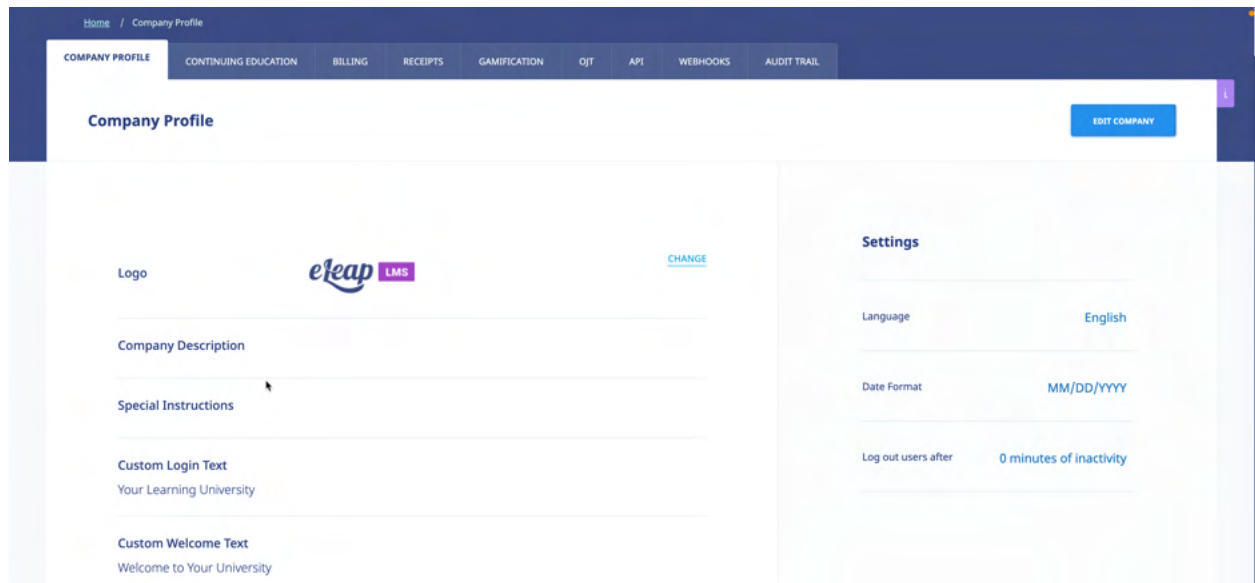 Home / Company Profile
COMPANY PROFILE CONTINUING EDUCATION BILLING RECEIPTS GAMIFICATION OJT API WEBHOOKS AUDIT TRAIL
i
Company Profile EDIT COMPANY
Logo eleap LMS CHANGE
Company Description
Special Instructions
Custom Login Text
Your Learning University
Custom Welcome Text
Welcome to Your University
Settings
Language English
Date Format MM/DD/YYYY
Log out users after 0 minutes of inactivity